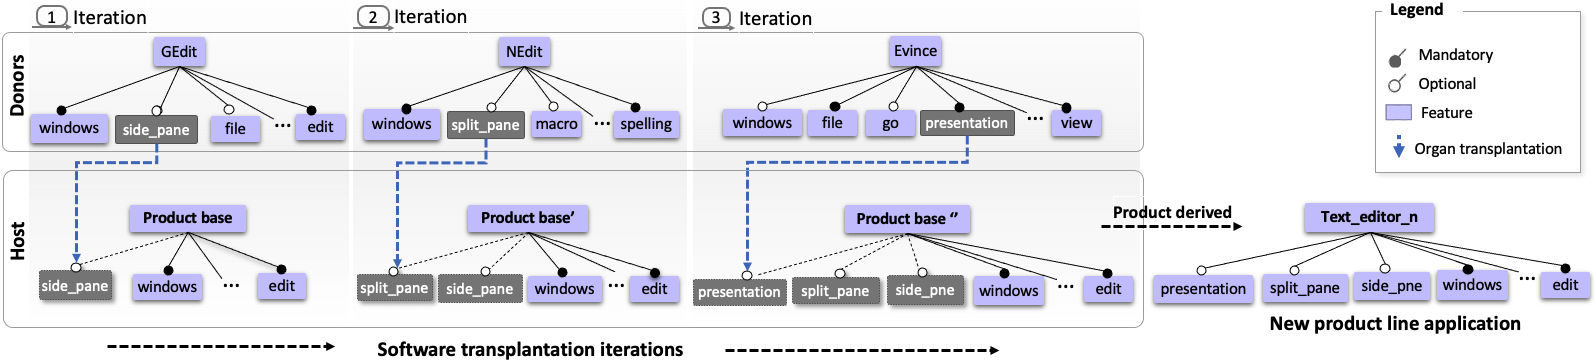 1 Iteration
2 Iteration
3 Iteration
Legend
Mandatory
Optional
Feature
Organ transplantation
Donors
GEdit
windows
side_pane
file
...
edit
NEdit
windows
split_pane
macro
...
spelling
Evince
windows
file
go
presentation
...
view
Host
Product base
side_pane
windows
...
edit
Product base’
split_pane
side_pane
windows
...
edit
Product base ‘’
presentation
split_pane
side_pne
windows
...
edit
Product derived
Text_editor_n
presentation
split_pane
side_pne
windows
...
edit
New product line application
Software transplantation iterations